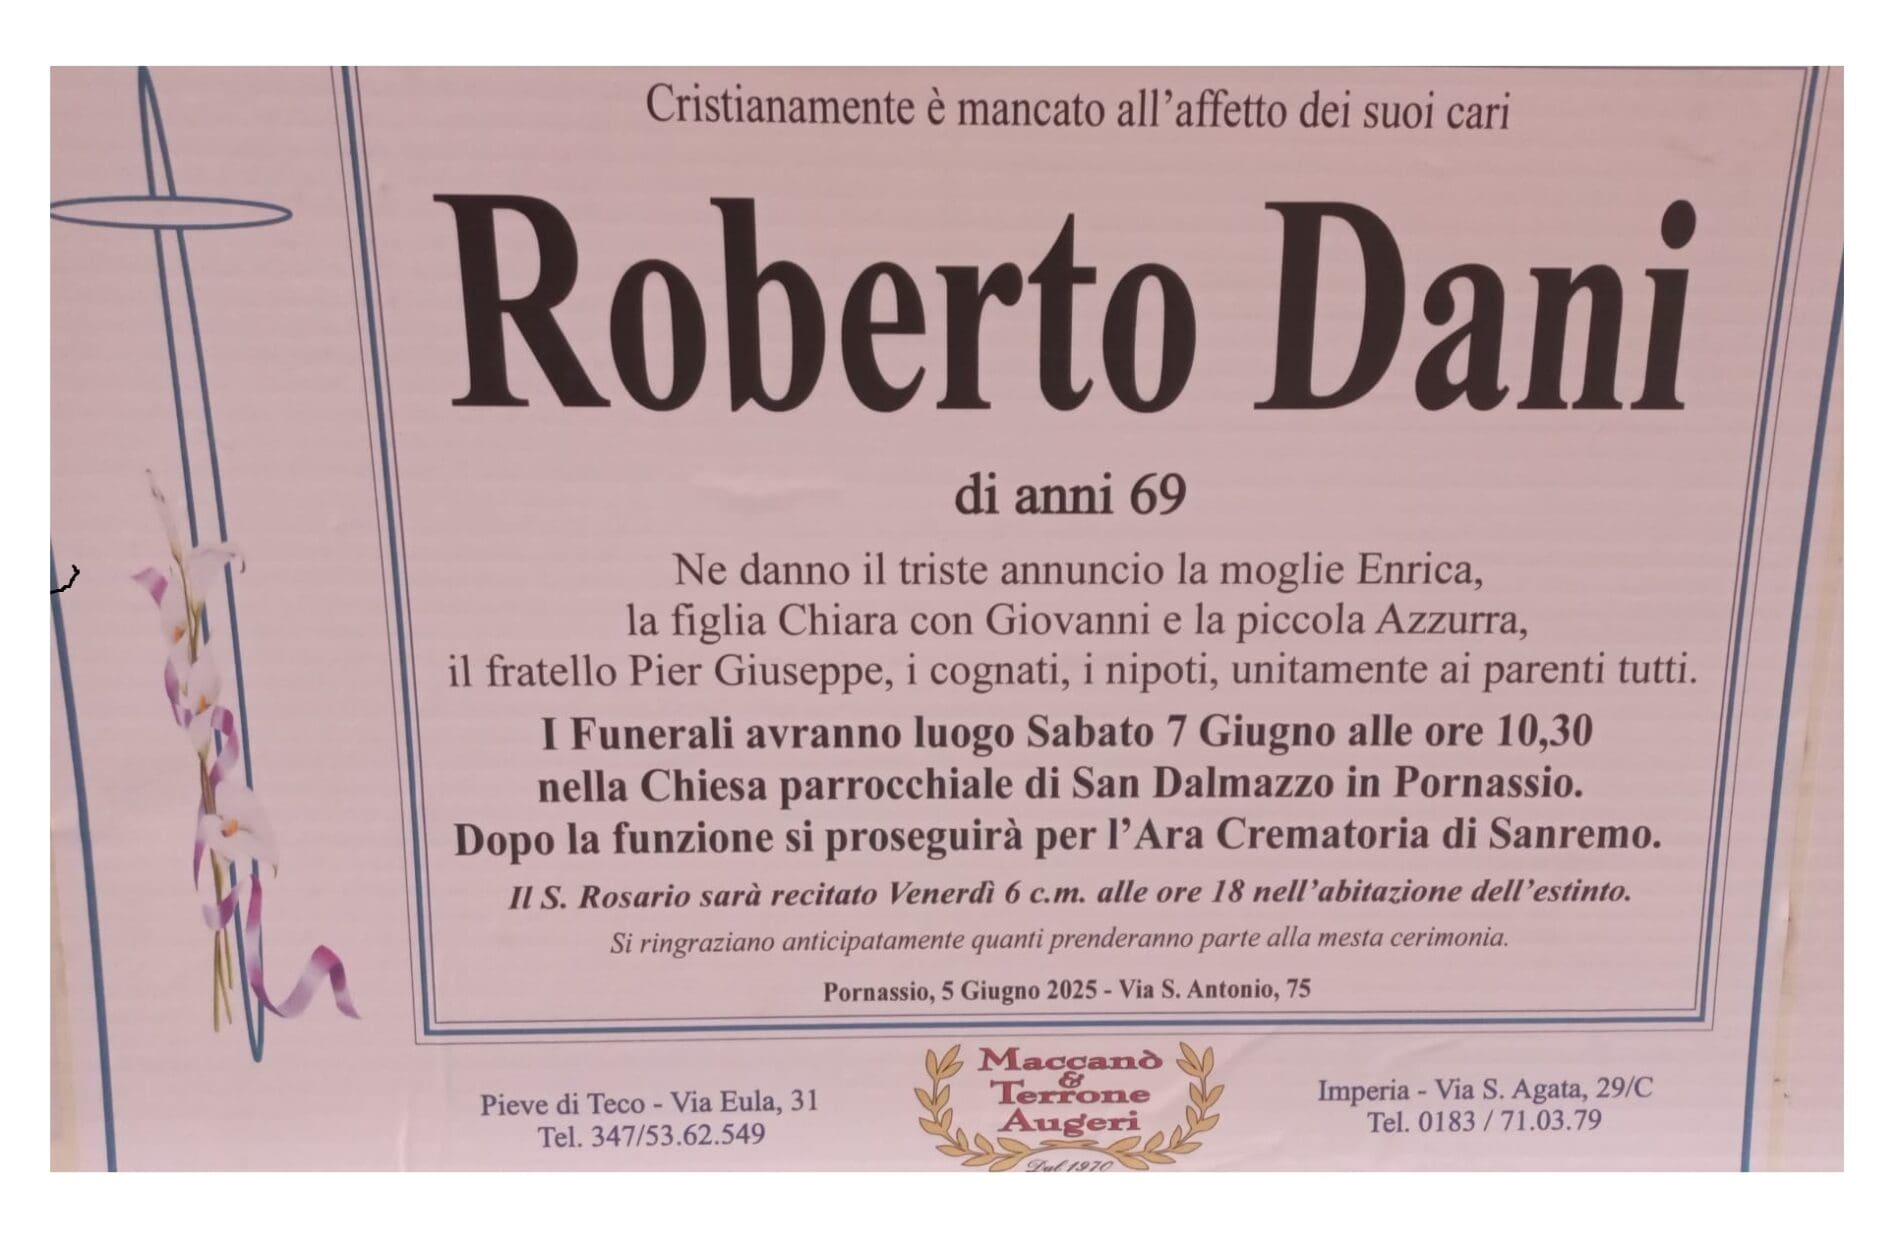 Cristianamente è mancato all'affetto dei suoi cari
Roberto Dani
di anni 69
Ne danno il triste annuncio la moglie Enrica,
la figlia Chiara con Giovanni e la piccola Azzurra,
il fratello Pier Giuseppe, i cognati, i nipoti, unitamente ai parenti tutti.
I Funerali avranno luogo Sabato 7 Giugno alle ore 10,30
nella Chiesa parrocchiale di San Dalmazzo in Pornassio.
Dopo la funzione si proseguirà per l'Ara Crematoria di Sanremo.
Il S. Rosario sarà recitato Venerdì 6 c.m. alle ore 18 nell'abitazione dell'estinto.
Si ringraziano anticipatamente quanti prenderanno parte alla mesta cerimonia.
Pornassio, 5 Giugno 2025 - Via S. Antonio, 75
Pieve di Teco - Via Eula, 31
Tel. 347/53.62.549
Maccanò
&
Terrone
Augeri
Dal 1970
Imperia - Via S. Agata, 29/C
Tel. 0183 / 71.03.79